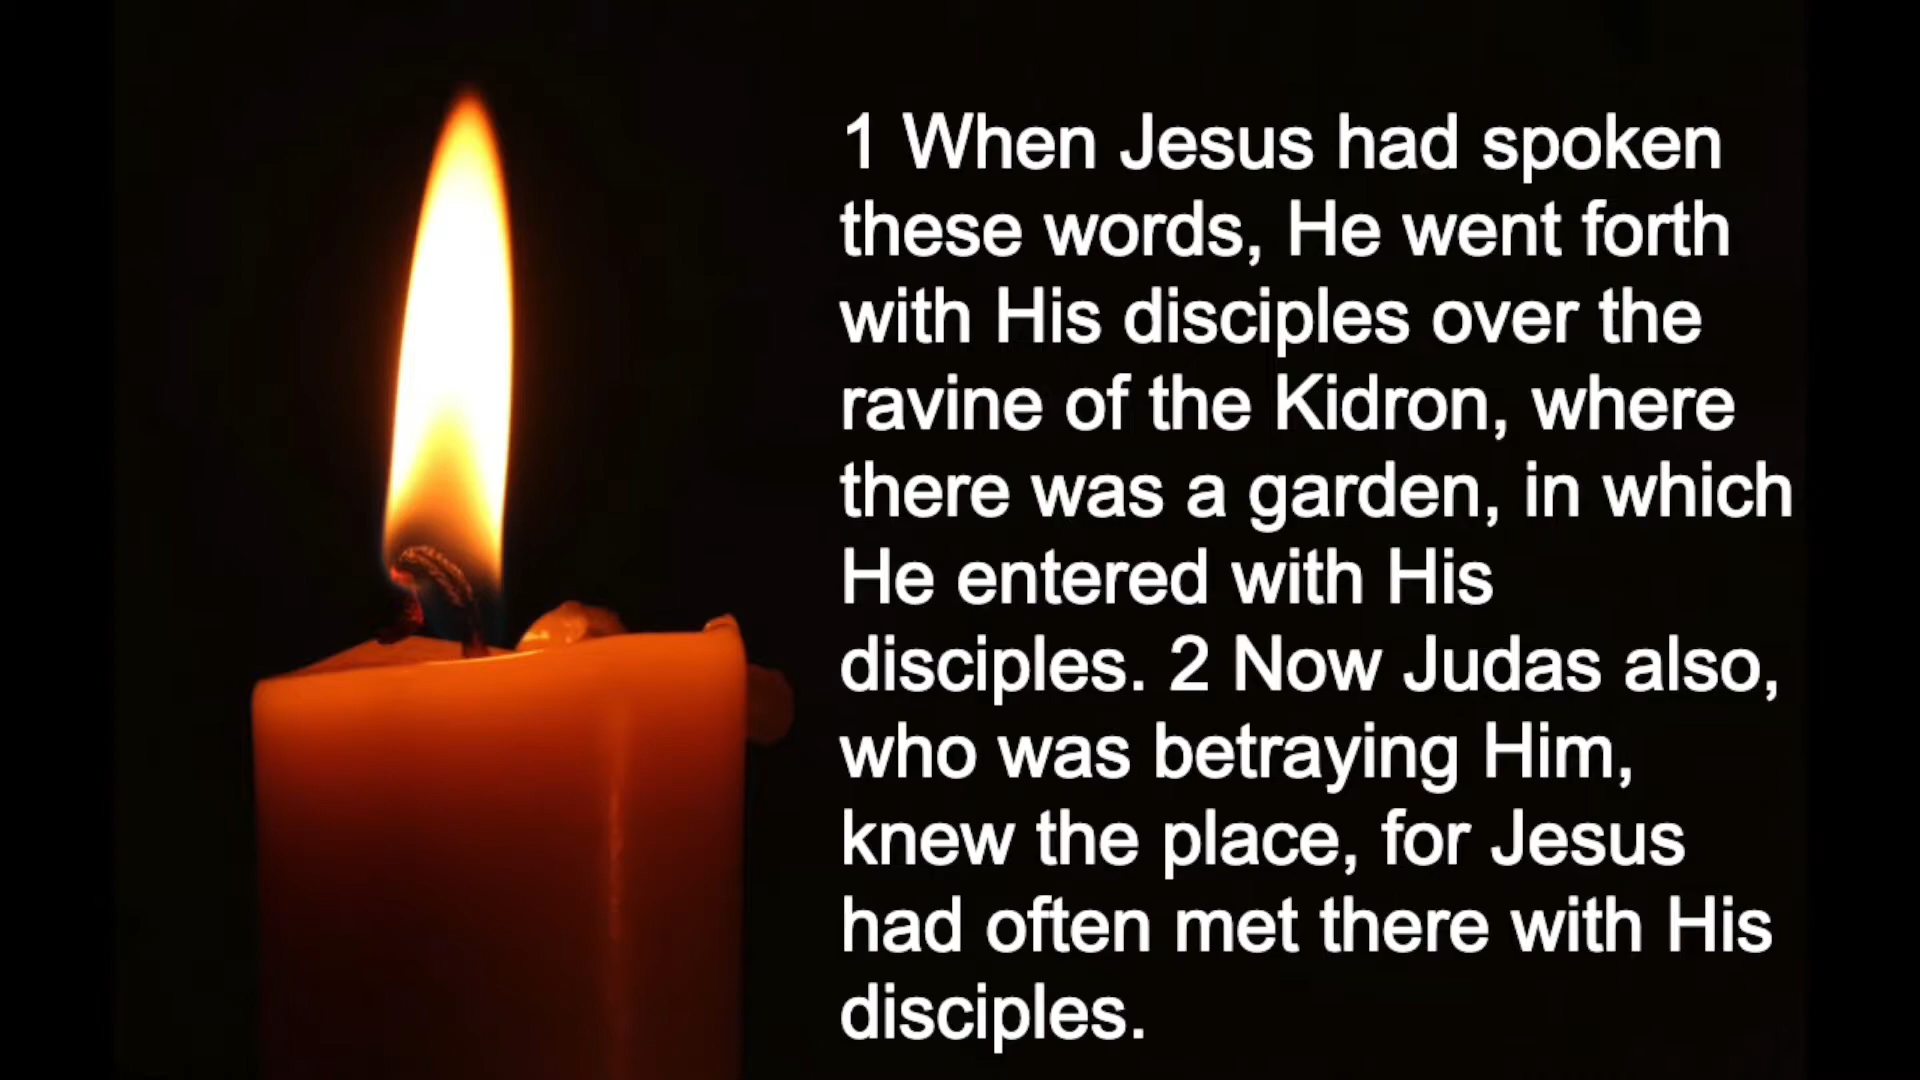 1 When Jesus had spoken
these words, He went forth
with His disciples over the
ravine of the Kidron, where
there was a garden, in which
He entered with His
disciples. 2 Now Judas also,
who was betraying Him,
knew the place, for Jesus
had often met there with His
disciples.